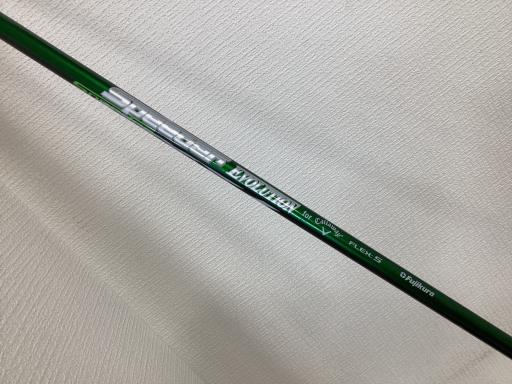 Speeder EVOLUTION for Callaway FLEX:S Fujikura